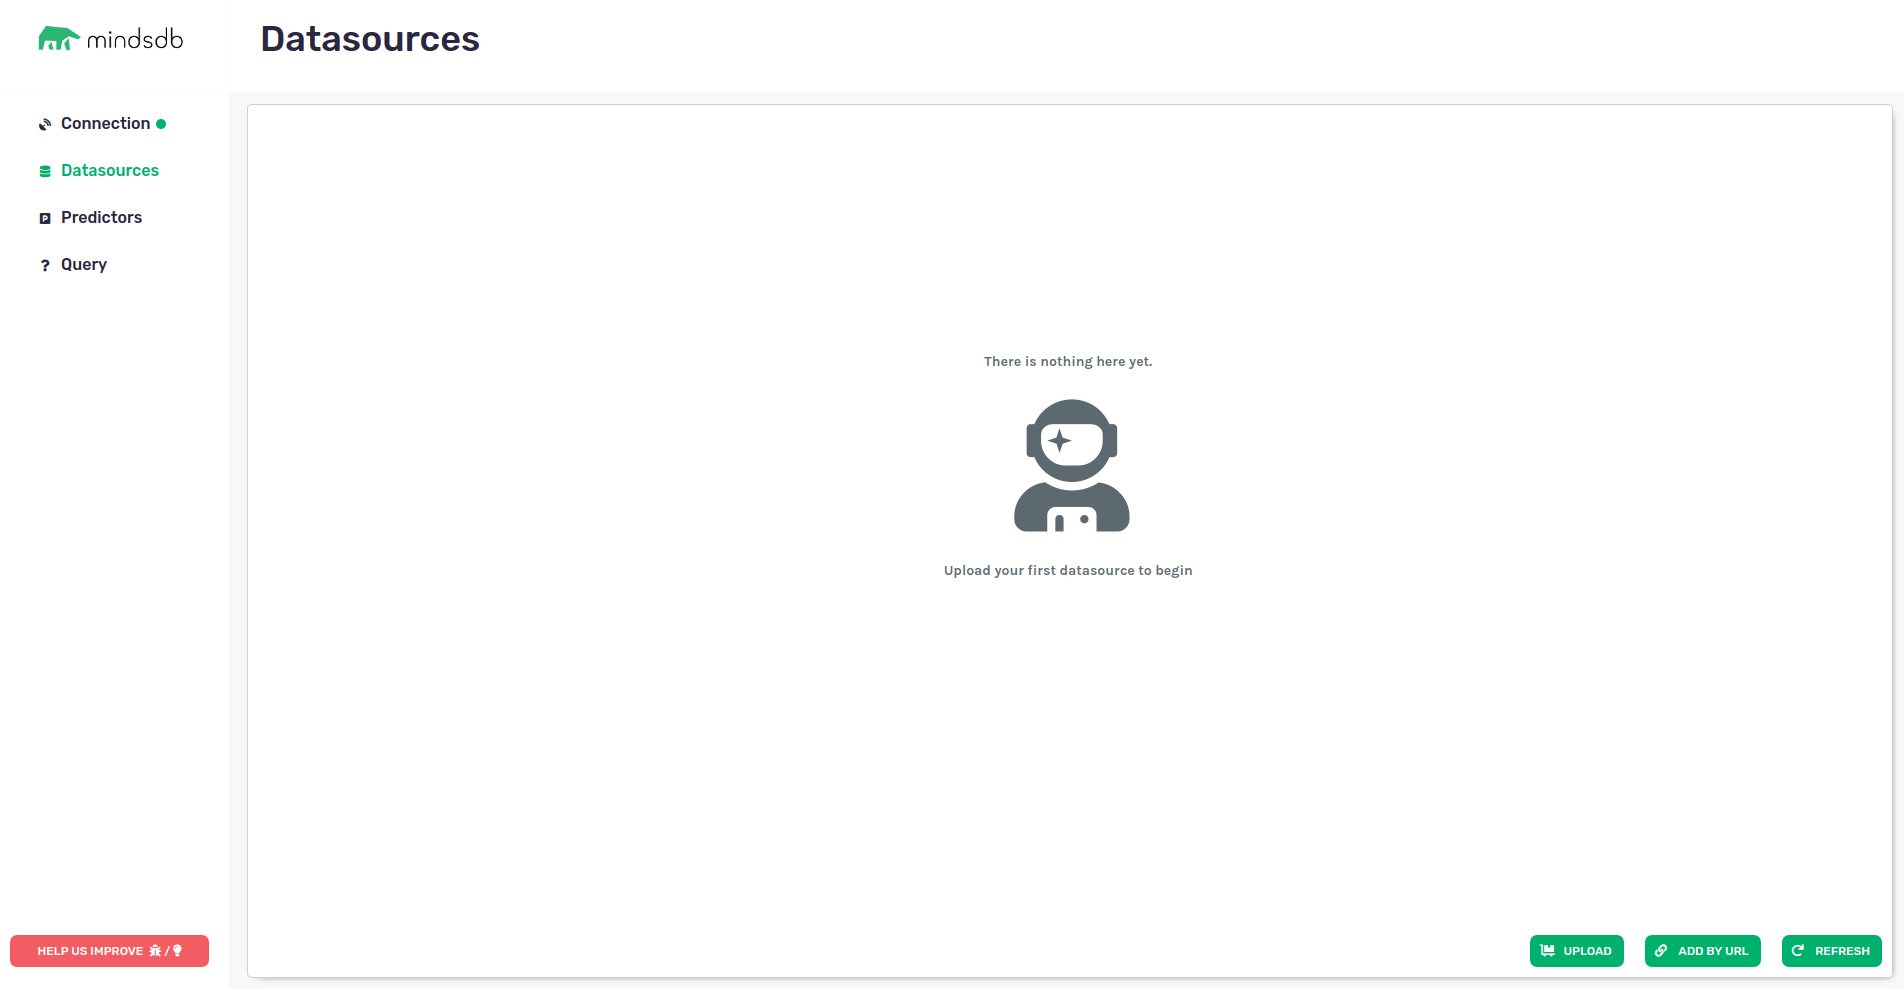 mindsdb
Datasources
Connection
Datasources
Predictors
Query
There is nothing here yet.
Upload your first datasource to begin
HELP US IMPROVE /
UPLOAD
ADD BY URL
REFRESH